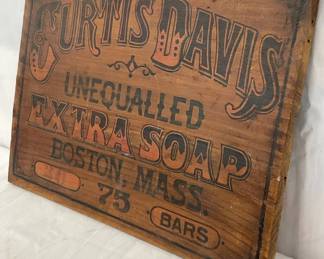 CURTIS DAVIS
UNEQUALLED
EXTRA SOAP
BOSTON, MASS.
75
BARS